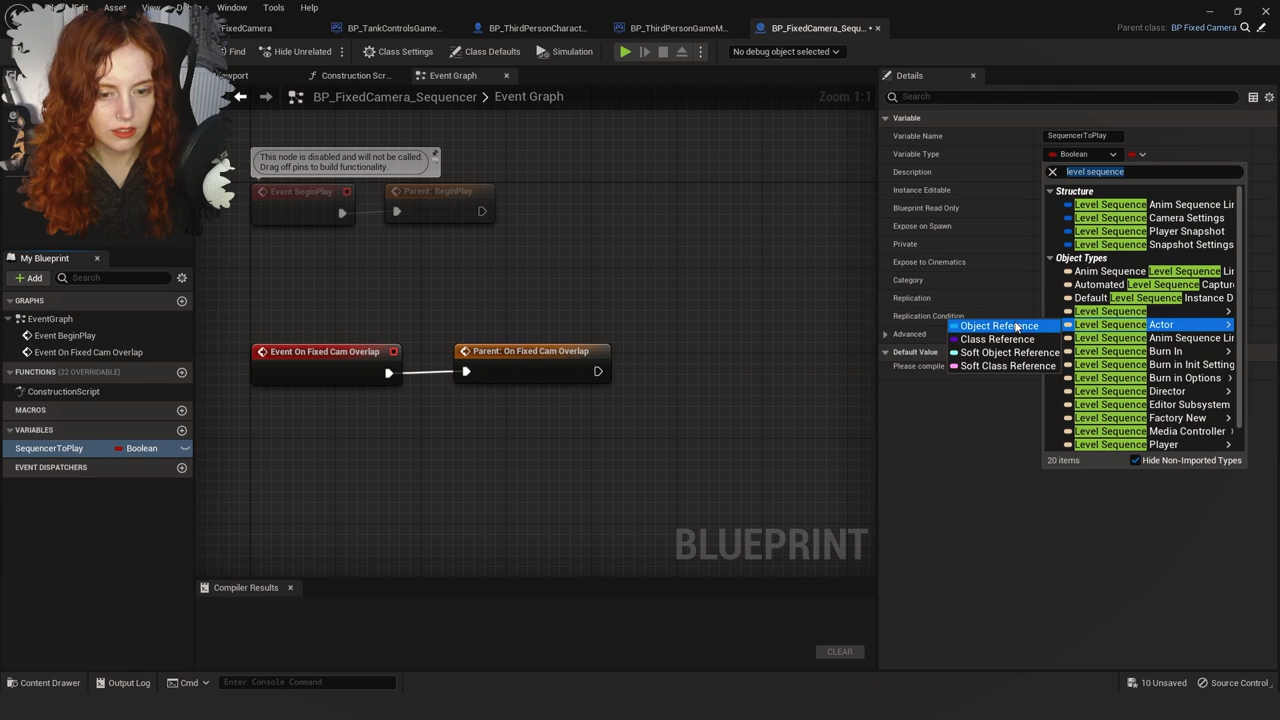 Debug
Window
Tools
Help
FixedCamera
BP_TankControlsGame...
BP_ThirdPersonCharact...
BP_ThirdPersonGameM...
BP_FixedCamera_Sequ...
Parent class: BP Fixed Camera
Find
Hide Unrelated
Class Settings
Class Defaults
Simulation
No debug object selected
Construction Scr...
Event Graph
Details
BP_FixedCamera_Sequencer > Event Graph
Zoom 1:1
Search
Variable
Variable Name
SequencerToPlay
Variable Type
Boolean
Description
level sequence
Instance Editable
Blueprint Read Only
Expose on Spawn
Private
Expose to Cinematics
Category
Replication
Replication Condition
Advanced
Default Value
Please compile
Structure
Level Sequence Anim Sequence Lin
Level Sequence Camera Settings
Level Sequence Player Snapshot
Level Sequence Snapshot Settings
Object Types
Anim Sequence Level Sequence Lin
Automated Level Sequence Capture
Default Level Sequence Instance D
Level Sequence
Level Sequence Actor
Level Sequence Anim Sequence Lin
Level Sequence Burn In
Level Sequence Burn in Init Setting
Level Sequence Burn in Options
Level Sequence Director
Level Sequence Editor Subsystem
Level Sequence Factory New
Level Sequence Media Controller
Level Sequence Player
20 items
Hide Non-Imported Types
Object Reference
Class Reference
Soft Object Reference
Soft Class Reference
This node is disabled and will not be called.
Drag off pins to build functionality.
Event BeginPlay
Parent: BeginPlay
Event On Fixed Cam Overlap
Parent: On Fixed Cam Overlap
BLUEPRINT
My Blueprint
Add
Search
GRAPHS
EventGraph
Event BeginPlay
Event On Fixed Cam Overlap
FUNCTIONS (22 OVERRIDABLE)
ConstructionScript
MACROS
VARIABLES
SequencerToPlay
Boolean
EVENT DISPATCHERS
Compiler Results
CLEAR
Content Drawer
Output Log
Cmd
Enter Console Command
10 Unsaved
Source Control